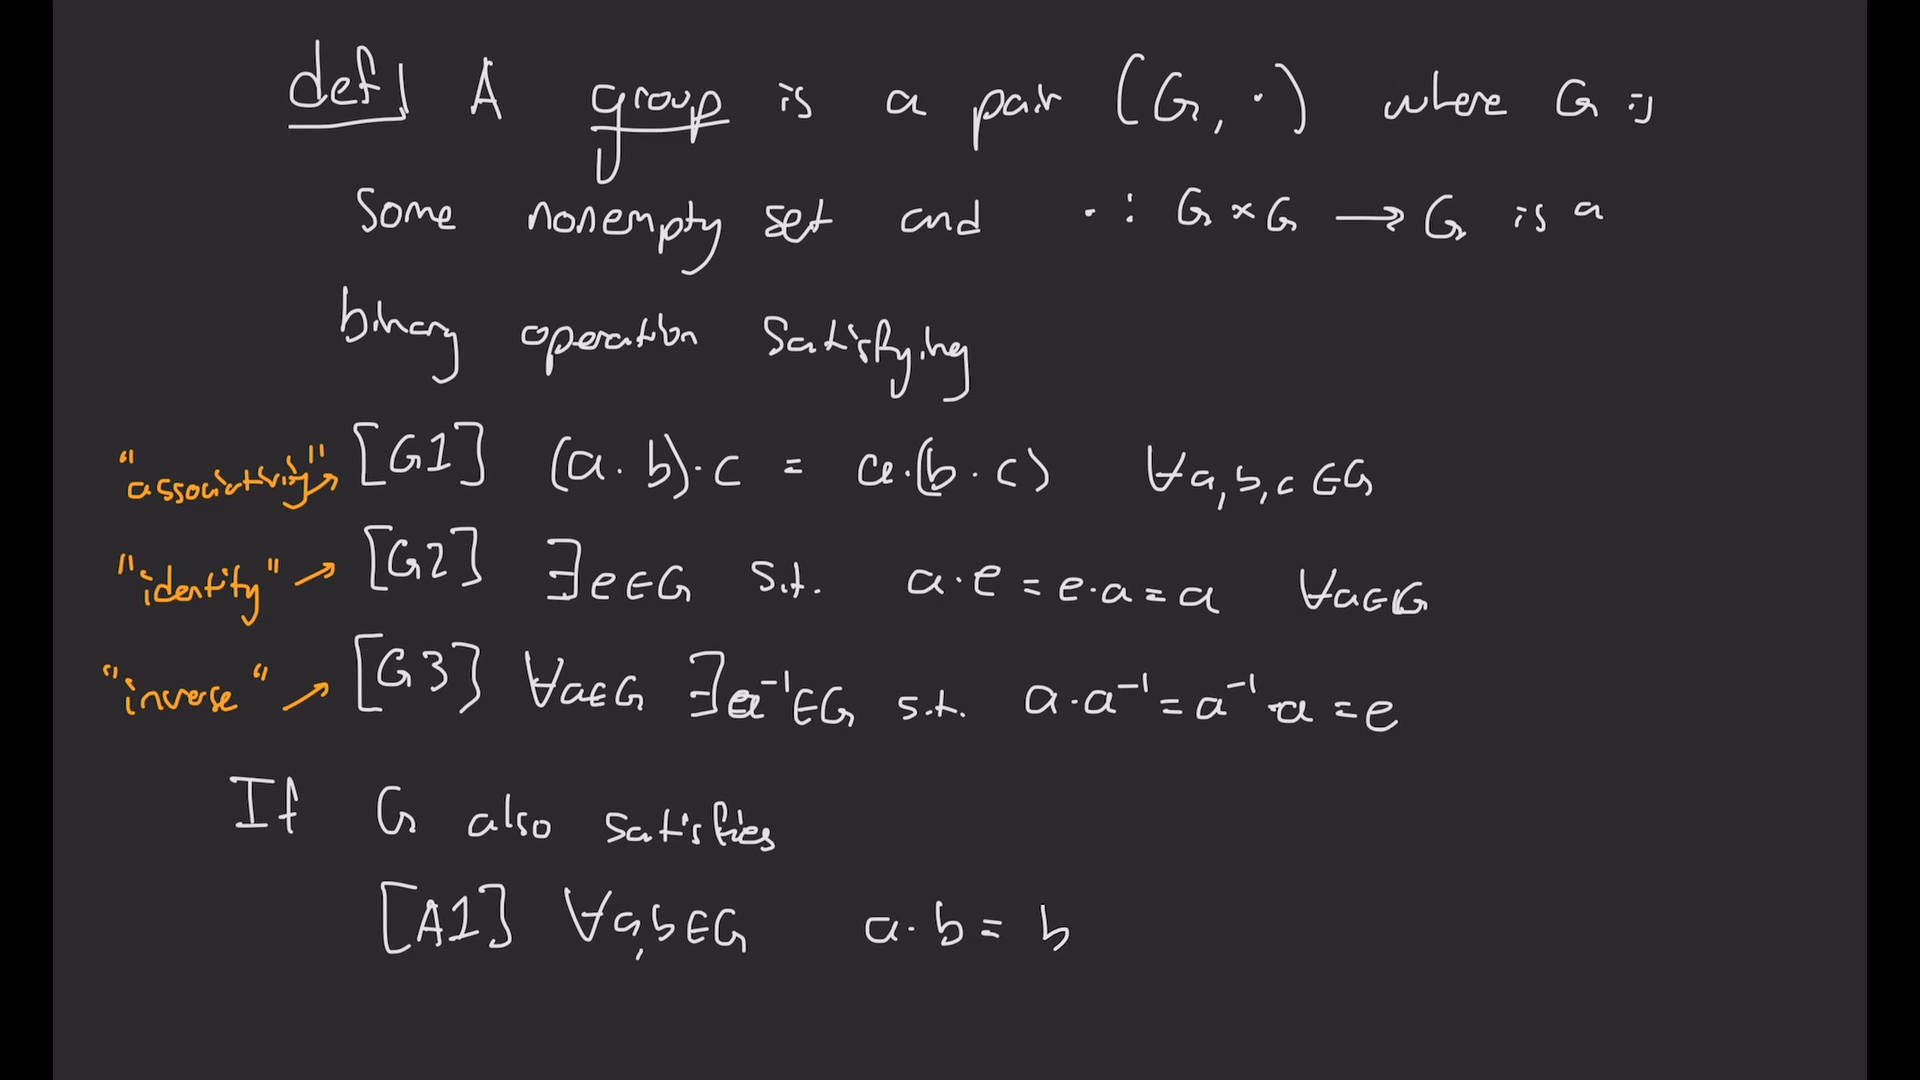 def] A group is a pair (G, ·) where G is
some nonempty set and · : G × G → G is a
binary operation satisfying
"associativity" → [G1] (a · b) · c = a · (b · c) ∀a, b, c ∈ G
"identity" → [G2] ∃e∈G s.t. a · e = e · a = a ∀a∈G
"inverse" → [G3] ∀a∈G ∃a⁻¹∈G s.t. a · a⁻¹ = a⁻¹ · a = e
If G also satisfies
[A1] ∀a,b∈G a · b = b